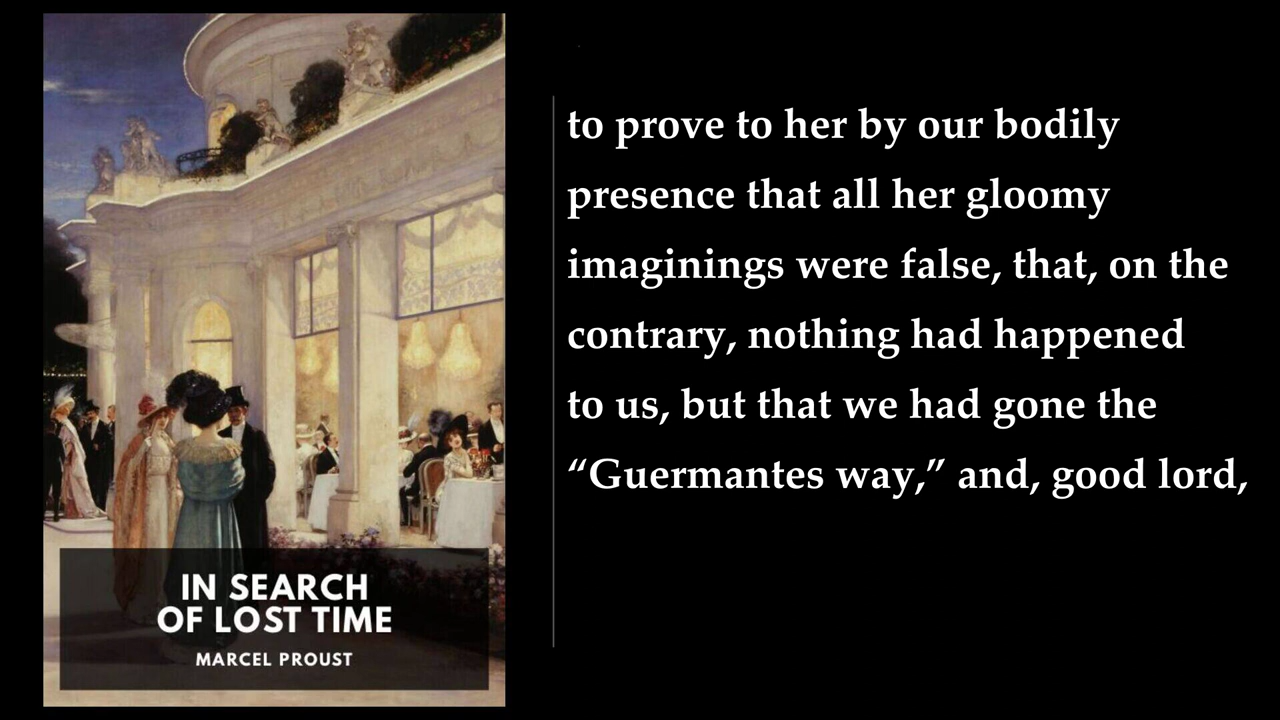 IN SEARCH
OF LOST TIME
MARCEL PROUST
to prove to her by our bodily
presence that all her gloomy
imaginings were false, that, on the
contrary, nothing had happened
to us, but that we had gone the
“Guermantes way,” and, good lord,